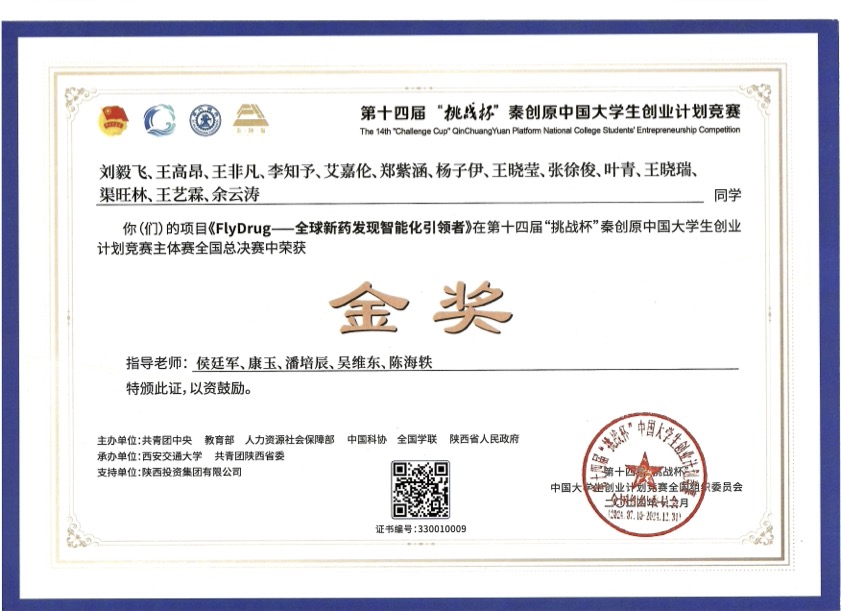 第十四届“挑战杯”秦创原中国大学生创业计划竞赛
The 14th "Challenge Cup" QinChuangYuan Platform National College Students' Entrepreneurship Competition
刘毅飞、王高昂、王非凡、李知予、艾嘉伦、郑紫涵、杨子伊、王晓莹、张徐俊、叶青、王晓瑞、
渠旺林、王艺霖、余云涛
同学
你(们)的项目《FlyDrug——全球新药发现智能化引领者》在第十四届“挑战杯”秦创原中国大学生创业
计划竞赛主体赛全国总决赛中荣获
金奖
指导老师：侯廷军、康玉、潘培辰、吴维东、陈海轶
特颁此证，以资鼓励。
主办单位：共青团中央 教育部 人力资源社会保障部 中国科协 全国学联 陕西省人民政府
承办单位：西安交通大学 共青团陕西省委
支持单位：陕西投资集团有限公司
证书编号：330010009
第十四届“挑战杯”
中国大学生创业计划竞赛全国组织委员会